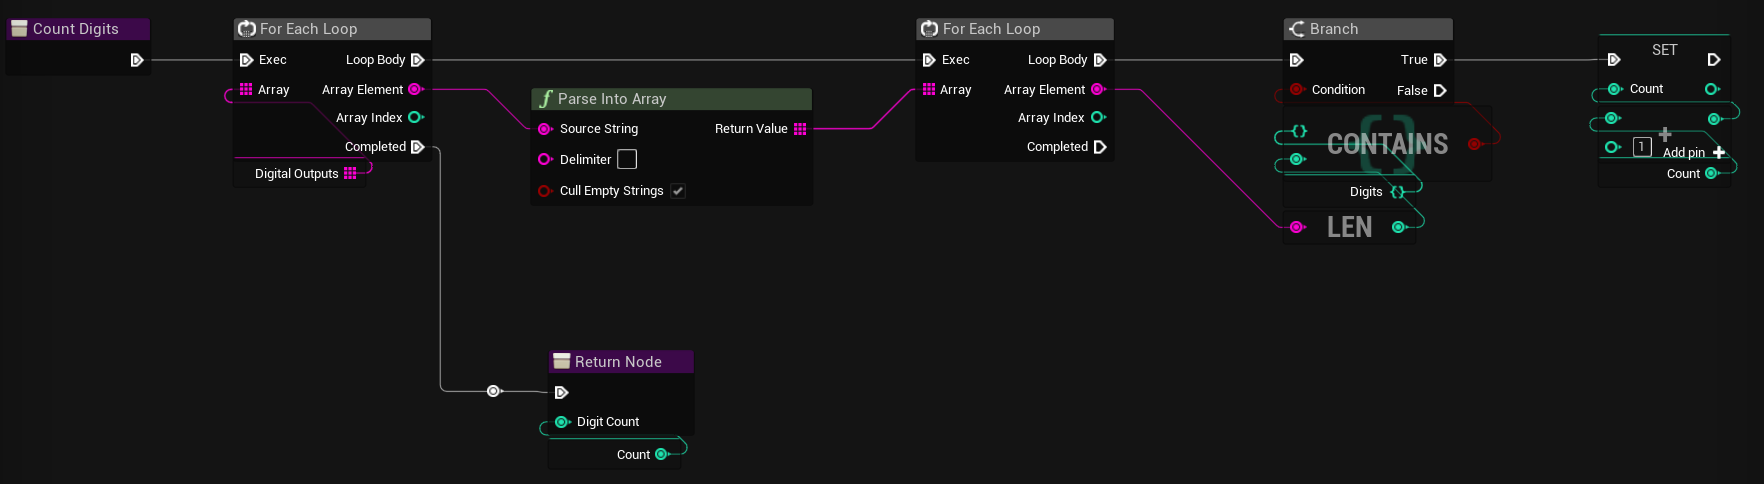 Count Digits
For Each Loop
Exec
Loop Body
Array
Array Element
Array Index
Completed
Digital Outputs
Parse Into Array
Source String
Return Value
Delimiter
Cull Empty Strings
For Each Loop
Exec
Loop Body
Array
Array Element
Array Index
Completed
Branch
True
Condition
False
CONTAINS
Digits
LEN
SET
Count
1
Add pin
Count
Return Node
Digit Count
Count